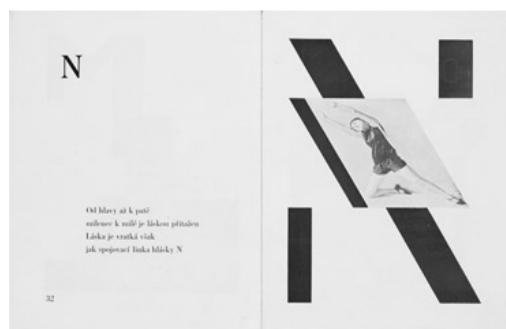 N
Od hlavy až k patě
milenec k milé je láskou přitažen
Láska je vratká však
jak spojovací linka hlásky N
32